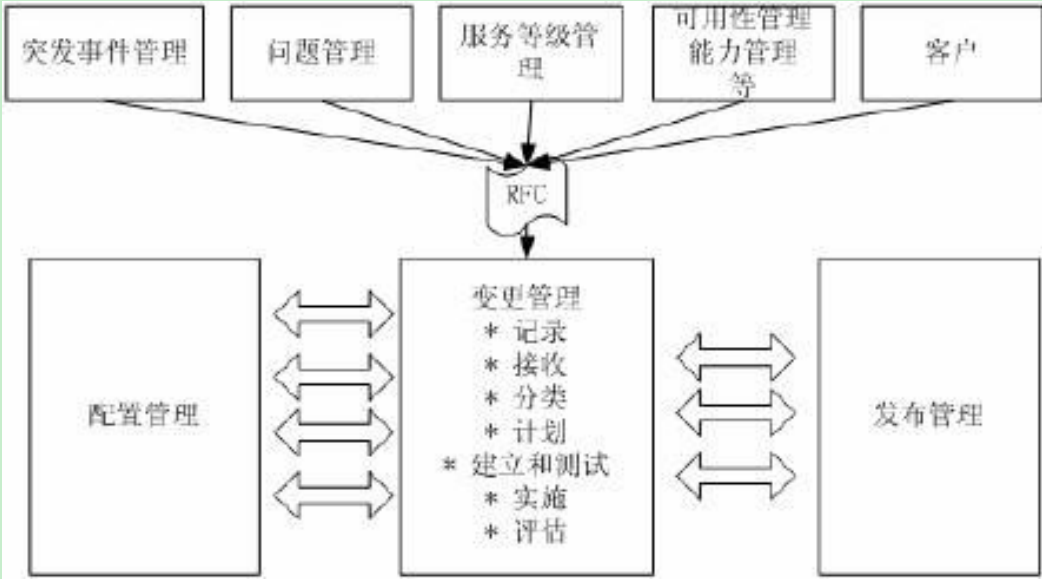 突发事件管理
问题管理
服务等级管
理
可用性管理
能力管理
等
客户
RFC
配置管理
变更管理
* 记录
* 接收
* 分类
* 计划
* 建立和测试
* 实施
* 评估
发布管理